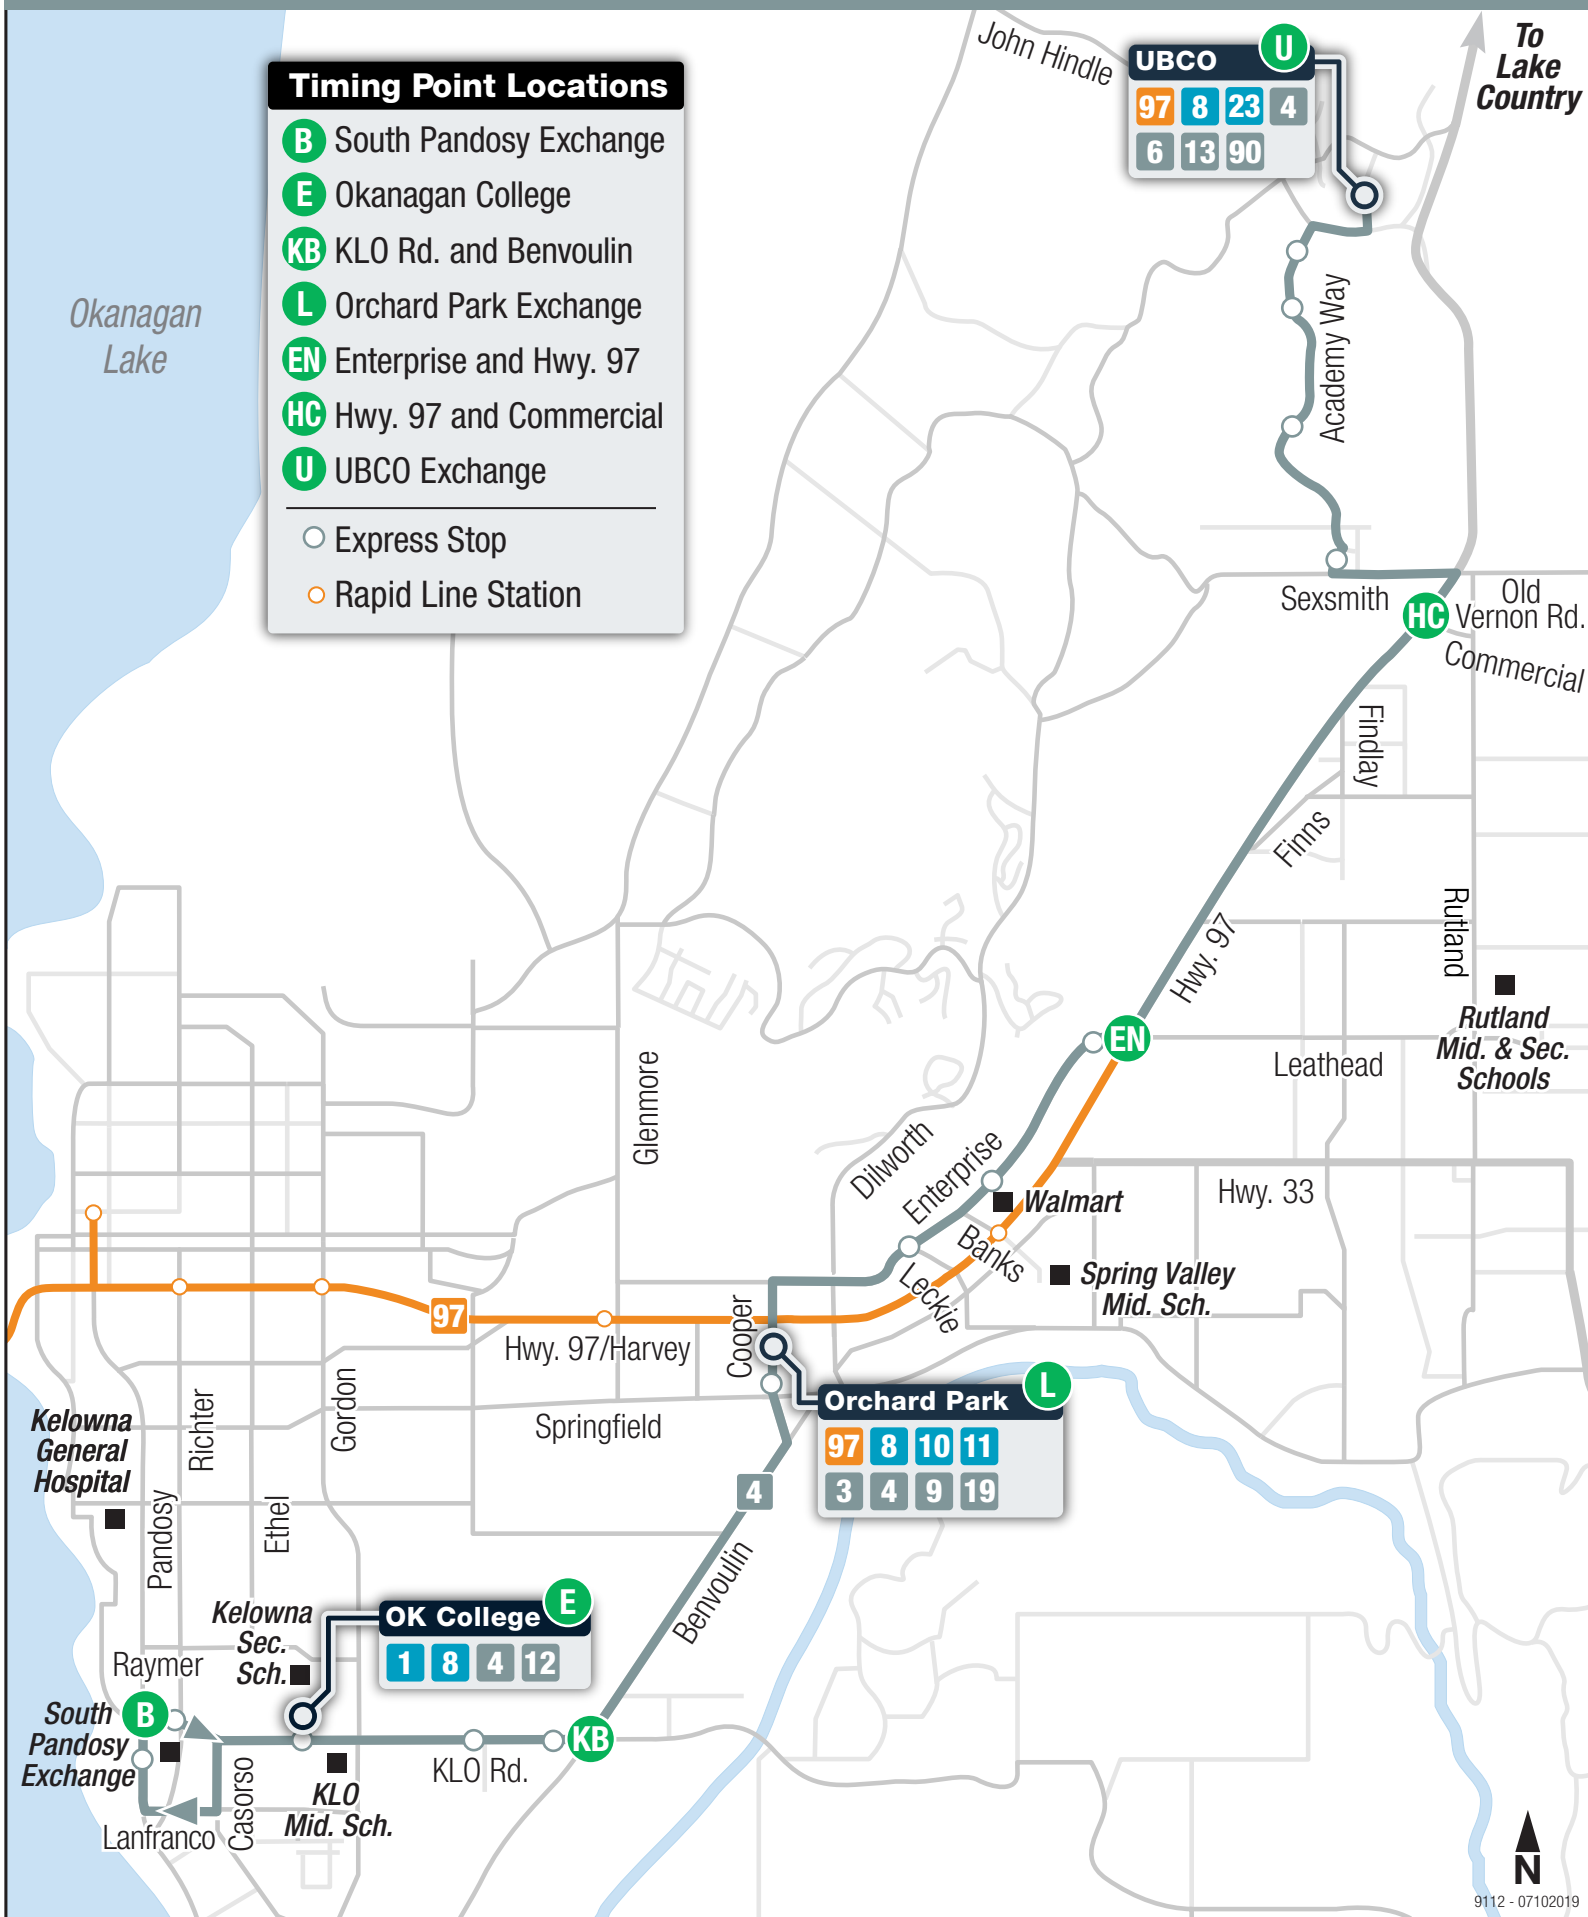 Timing Point Locations
B South Pandosy Exchange
E Okanagan College
KB KLO Rd. and Benvoulin
L Orchard Park Exchange
EN Enterprise and Hwy. 97
HC Hwy. 97 and Commercial
U UBCO Exchange
Express Stop
Rapid Line Station
Okanagan
Lake
John Hindle
UBCO U
97 8 23 4
6 13 90
To
Lake
Country
Academy Way
Sexsmith
HC
Old
Vernon Rd.
Commercial
Findlay
Finns
Rutland
Hwy. 97
Rutland
Mid. & Sec.
Schools
EN
Leathead
Glenmore
Dilworth
Enterprise
Walmart
Hwy. 33
Banks
Spring Valley
Mid. Sch.
Leckie
97
Hwy. 97/Harvey
Cooper
Orchard Park L
97 8 10 11
3 4 9 19
Springfield
Gordon
Richter
Kelowna
General
Hospital
Pandosy
Ethel
4
Benvoulin
Kelowna
Sec.
Sch.
OK College E
1 8 4 12
Raymer
B
South
Pandosy
Exchange
KB
KLO Rd.
Casorso
KLO
Mid. Sch.
Lanfranco
N
9112 - 07102019